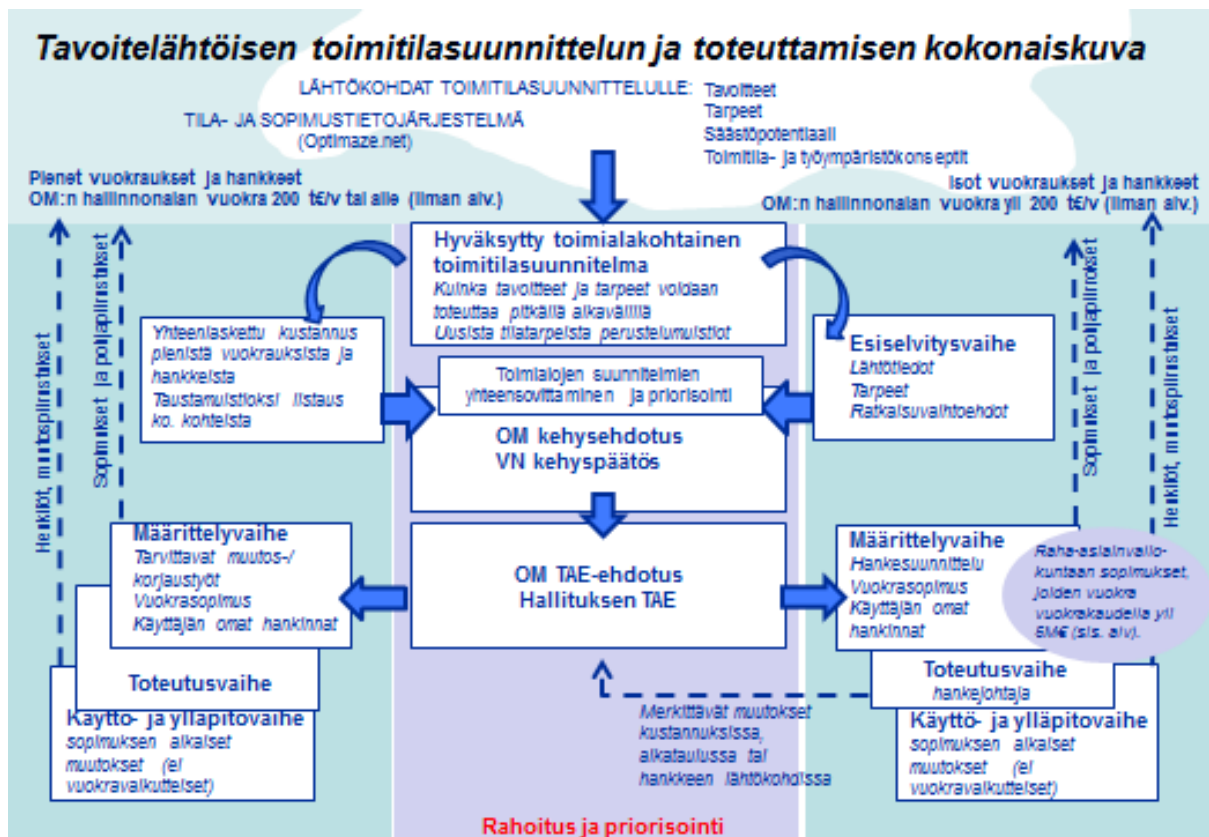 Tavoitelähtöisen toimitilasuunnittelun ja toteuttamisen kokonaiskuva
LÄHTÖKOHDAT TOIMITILASUUNNITTELULLE:
Tavoitteet
Tarpeet
Säästöpotentiaali
Toimitila- ja työympäristökonseptit
TILA- JA SOPIMUSTIETOJÄRJESTELMÄ
(Optimaze.net)
Pienet vuokraukset ja hankkeet
OM:n hallinnonalan vuokra 200 t€/v tai alle (ilman alv.)
Isot vuokraukset ja hankkeet
OM:n hallinnonalan vuokra yli 200 t€/v (ilman alv.)
Henkilöt, muutospiirustukset
Sopimukset ja pohjapiirustukset
Hyväksytty toimialakohtainen
toimitilasuunnitelma
Kuinka tavoitteet ja tarpeet voidaan
toteuttaa pitkällä aikavälillä
Uusista tilatarpeista perustelumuistiot
Yhteenlaskettu kustannus
pienistä vuokrauksista ja
hankkeista
Taustamuistioksi listaus
ko. kohteista
Toimialojen suunnitelmien
yhteensovittaminen ja priorisointi
OM kehysehdotus
VN kehyspäätös
Esiselvitysvaihe
Lähtötiedot
Tarpeet
Ratkaisuvaihtoehdot
Sopimukset ja pohjapiirrokset
Henkilöt, muutospiirustukset
Määrittelyvaihe
Tarvittavat muutos-/
korjaustyöt
Vuokrasopimus
Käyttäjän omat hankinnat
OM TAE-ehdotus
Hallituksen TAE
Määrittelyvaihe
Hankesuunnittelu
Vuokrasopimus
Käyttäjän omat
hankinnat
Raha-asiainvalio-
kuntaan sopimukset,
joiden vuokra
vuokrakaudella yli
5M€ (sis. alv).
Toteutusvaihe
Käyttö- ja ylläpitovaihe
sopimuksen aikaiset
muutokset (ei
vuokravaikutteiset)
Merkittävät muutokset
kustannuksissa,
aikataulussa tai
hankkeen lähtökohdissa
Toteutusvaihe
hankejohtaja
Käyttö- ja ylläpitovaihe
sopimuksen aikaiset
muutokset (ei
vuokravaikutteiset)
Rahoitus ja priorisointi